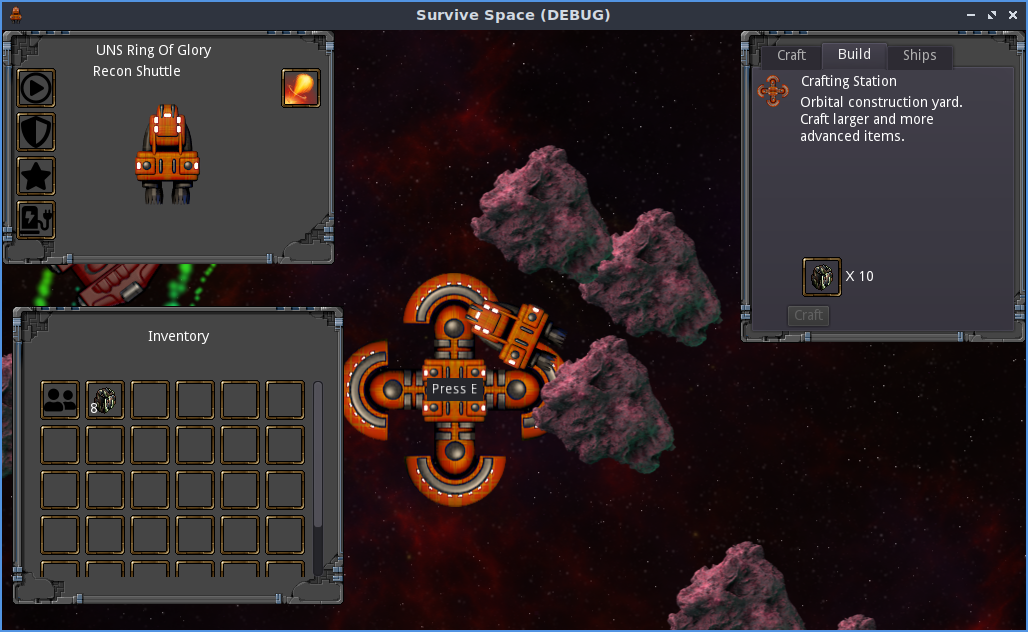 Survive Space (DEBUG)
UNS Ring Of Glory
Recon Shuttle
Craft
Build
Ships
Crafting Station
Orbital construction yard.
Craft larger and more
advanced items.
X 10
Craft
Inventory
8
Press E